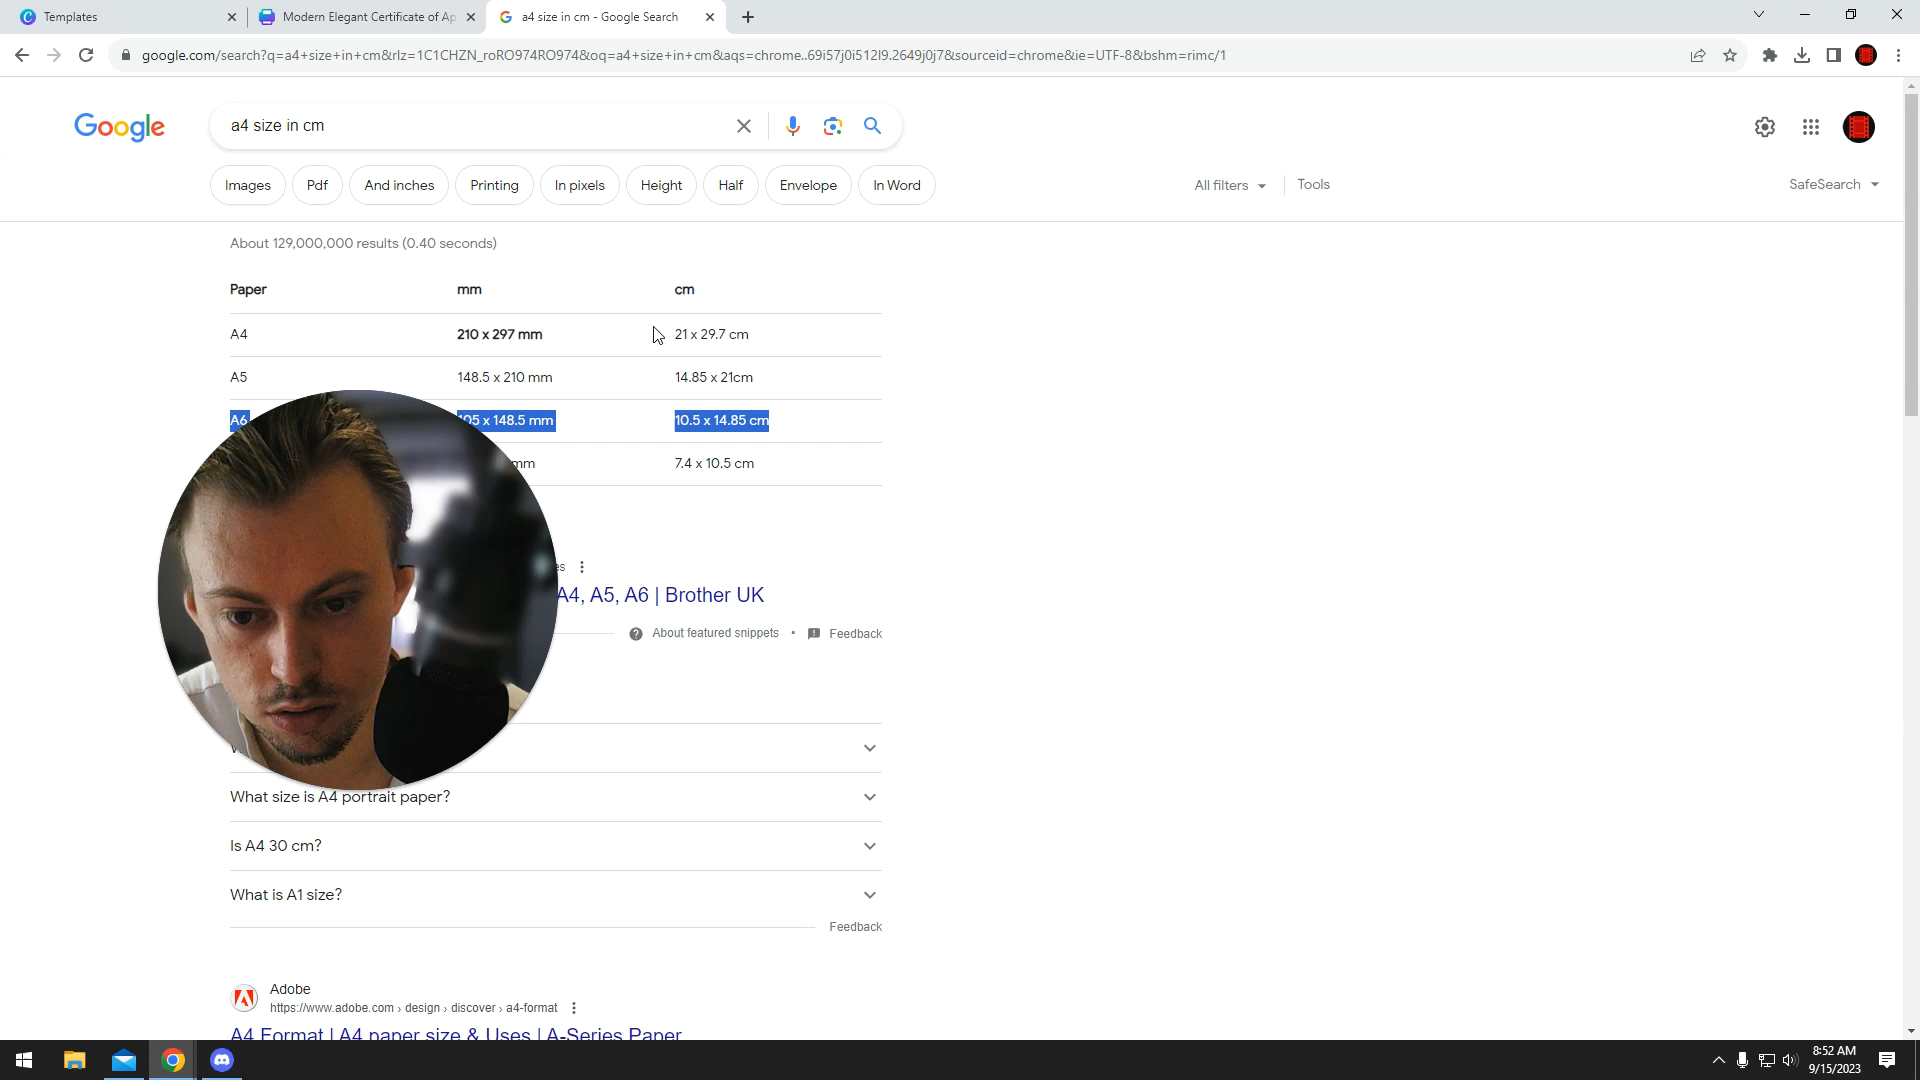 Templates
Modern Elegant Certificate of Ap
a4 size in cm - Google Search
google.com/search?q=a4+size+in+cm&rlz=1C1CHZN_roRO974RO974&oq=a4+size+in+cm&aqs=chrome..69i57j0i512l9.2649j0j7&sourceid=chrome&ie=UTF-8&bshm=rimc/1
Google
a4 size in cm
Images
Pdf
And inches
Printing
In pixels
Height
Half
Envelope
In Word
All filters
Tools
SafeSearch
About 129,000,000 results (0.40 seconds)
Paper mm cm
A4 210 x 297 mm 21 x 29.7 cm
A5 148.5 x 210 mm 14.85 x 21cm
A6 105 x 148.5 mm 10.5 x 14.85 cm
mm 7.4 x 10.5 cm
es
A4, A5, A6 | Brother UK
About featured snippets • Feedback
What size is A4 portrait paper?
Is A4 30 cm?
What is A1 size?
Feedback
Adobe
https://www.adobe.com › design › discover › a4-format
A4 Format | A4 paper size & Uses | A-Series Paper
8:52 AM
9/15/2023